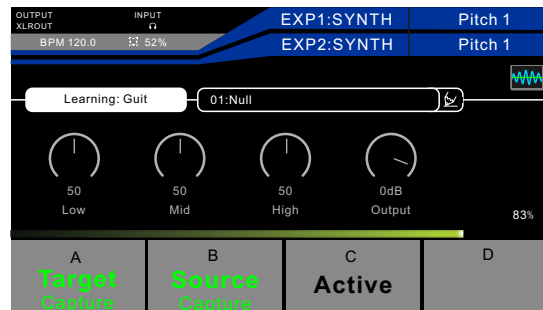 OUTPUT INPUT EXP1:SYNTH Pitch 1
XLROUT
BPM 120.0 52% EXP2:SYNTH Pitch 1
Learning: Guit 01:Null
50 50 50 0dB
Low Mid High Output
83%
A B C D
Target Source Active
Capture Capture